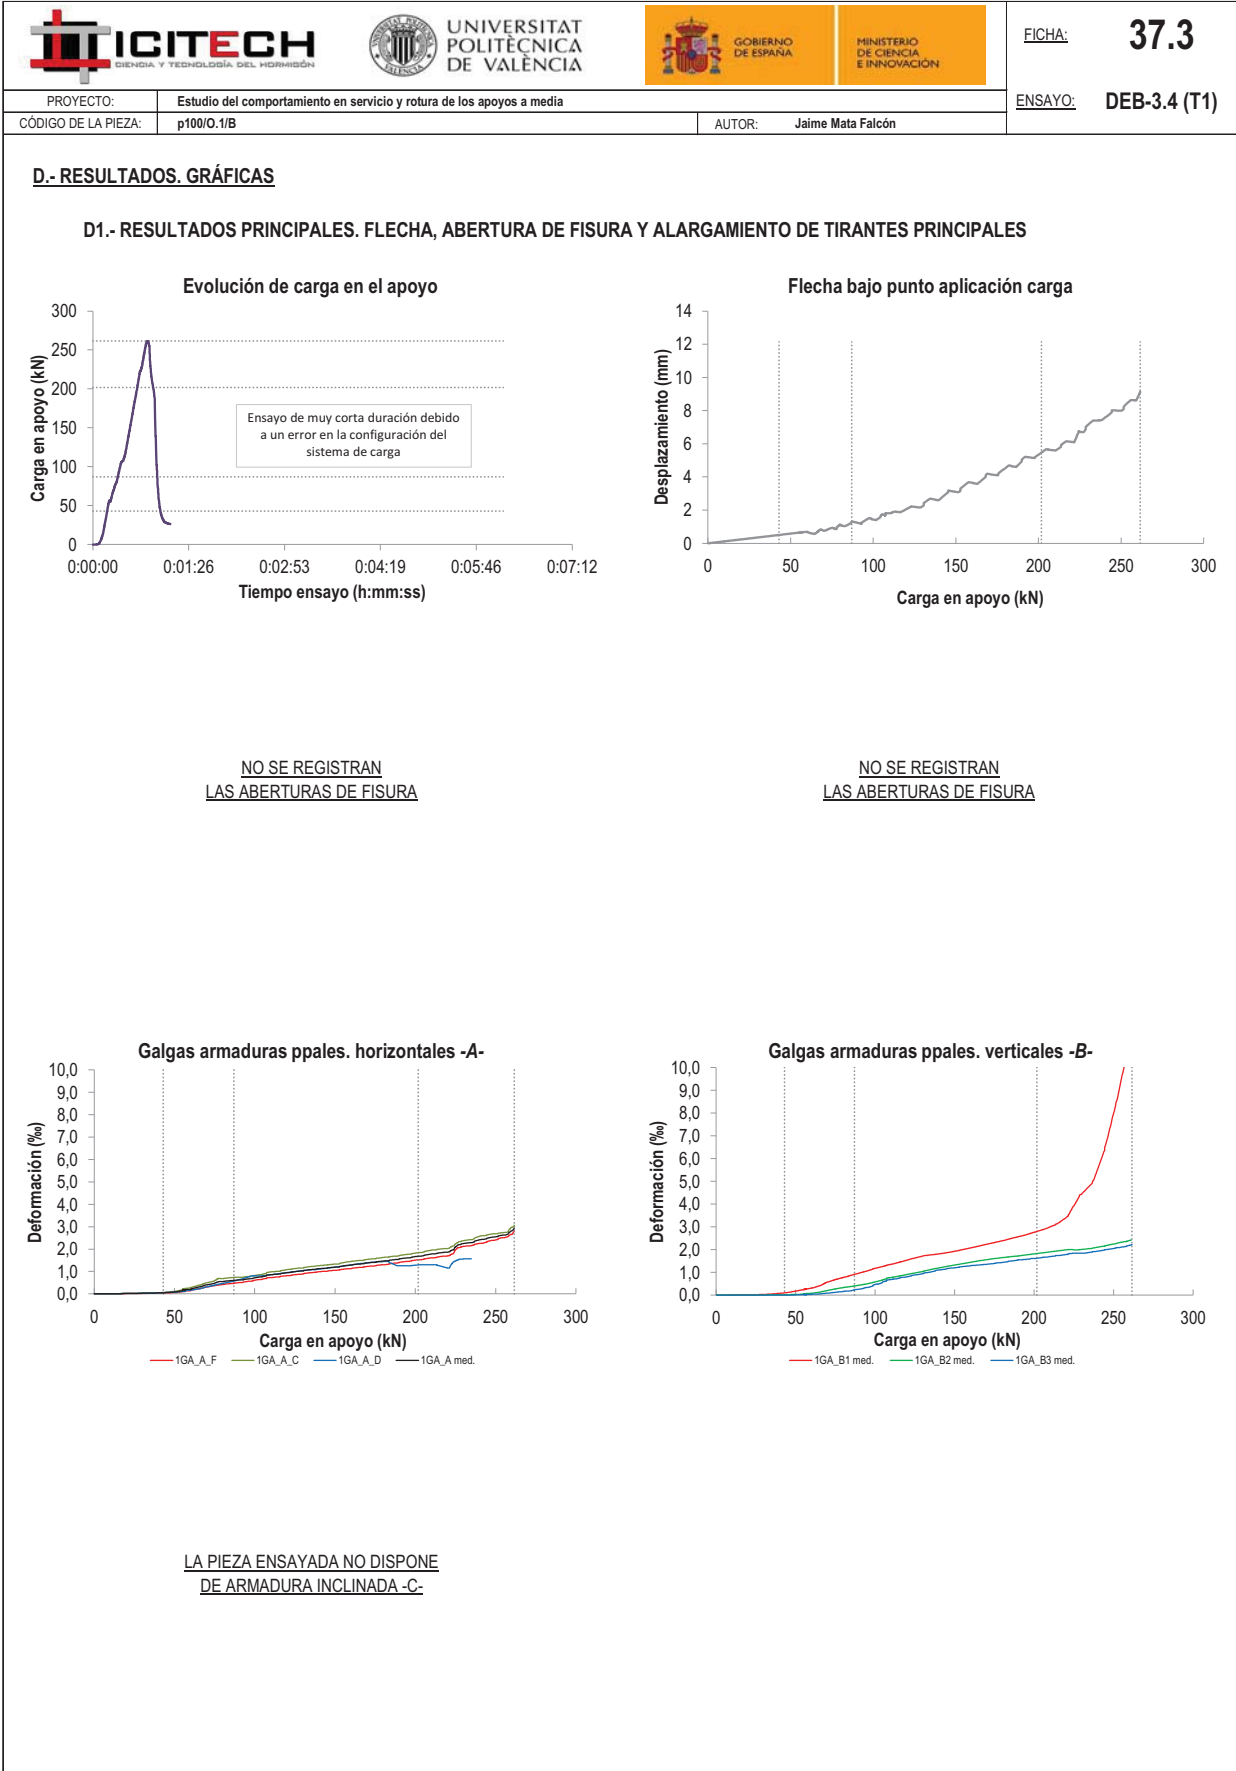 ICITECH
CIENCIA Y TECNOLOGÍA DEL HORMIGÓN
UNIVERSITAT
POLITÈCNICA
DE VALÈNCIA
GOBIERNO
DE ESPAÑA
MINISTERIO
DE CIENCIA
E INNOVACIÓN
FICHA: 37.3
PROYECTO: Estudio del comportamiento en servicio y rotura de los apoyos a media
ENSAYO: DEB-3.4 (T1)
CÓDIGO DE LA PIEZA: p100/O.1/B AUTOR: Jaime Mata Falcón
D.- RESULTADOS. GRÁFICAS
D1.- RESULTADOS PRINCIPALES. FLECHA, ABERTURA DE FISURA Y ALARGAMIENTO DE TIRANTES PRINCIPALES
Evolución de carga en el apoyo
300
250
200
150
100
50
0
Carga en apoyo (kN)
Ensayo de muy corta duración debido
a un error en la configuración del
sistema de carga
0:00:00 0:01:26 0:02:53 0:04:19 0:05:46 0:07:12
Tiempo ensayo (h:mm:ss)
Flecha bajo punto aplicación carga
14
12
10
8
6
4
2
0
Desplazamiento (mm)
0 50 100 150 200 250 300
Carga en apoyo (kN)
NO SE REGISTRAN
LAS ABERTURAS DE FISURA
NO SE REGISTRAN
LAS ABERTURAS DE FISURA
Galgas armaduras ppales. horizontales -A-
10,0
9,0
8,0
7,0
6,0
5,0
4,0
3,0
2,0
1,0
0,0
Deformación (‰)
0 50 100 150 200 250 300
Carga en apoyo (kN)
1GA_A_F 1GA_A_C 1GA_A_D 1GA_A med.
Galgas armaduras ppales. verticales -B-
10,0
9,0
8,0
7,0
6,0
5,0
4,0
3,0
2,0
1,0
0,0
Deformación (‰)
0 50 100 150 200 250 300
Carga en apoyo (kN)
1GA_B1 med. 1GA_B2 med. 1GA_B3 med.
LA PIEZA ENSAYADA NO DISPONE
DE ARMADURA INCLINADA -C-